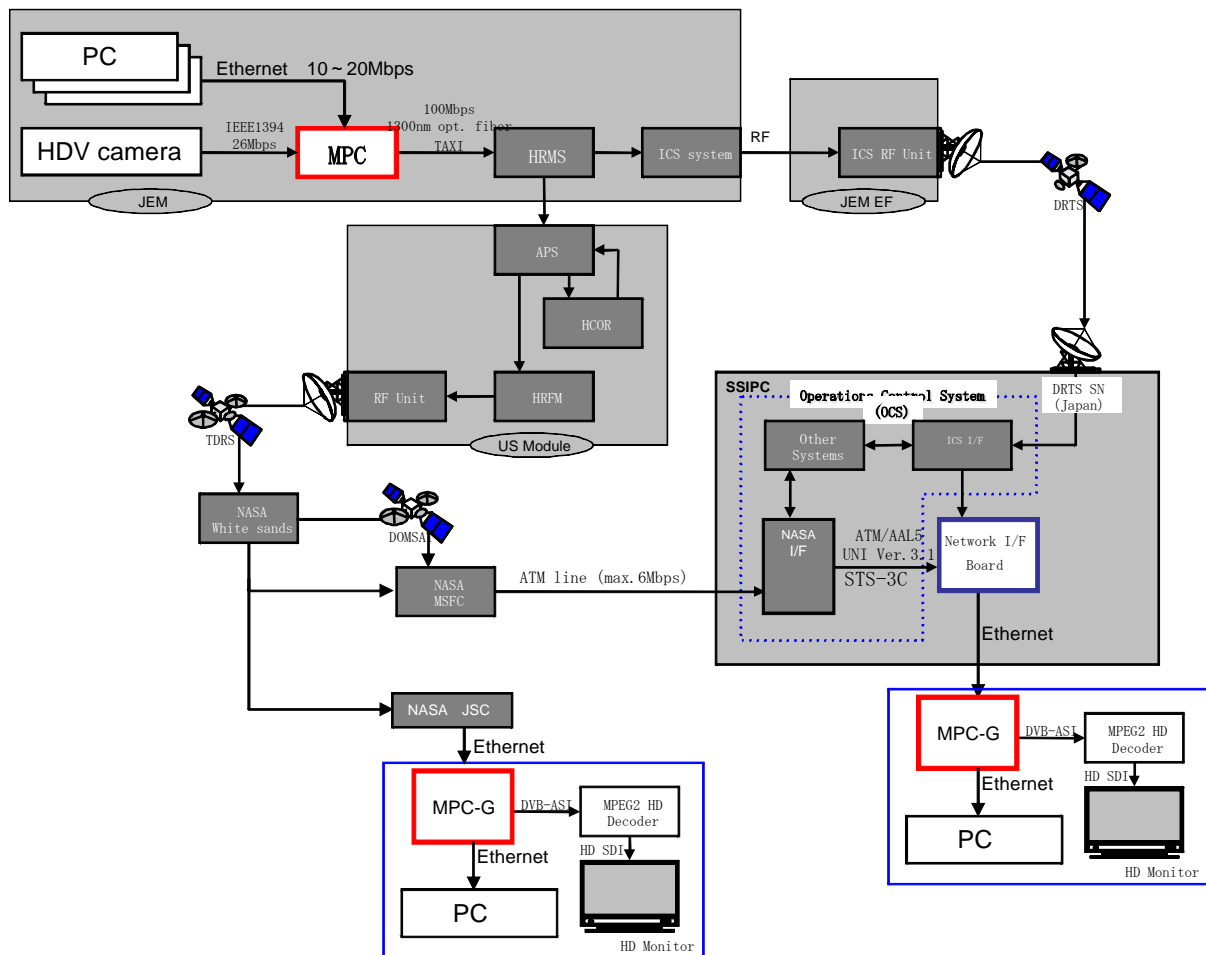 PC
Ethernet 10～20Mbps
HDV camera
IEEE1394
26Mbps
MPC
100Mbps
1300nm opt. fiber
TAXI
HRMS
ICS system
RF
ICS RF Unit
JEM
JEM EF
DRTS
APS
HCOR
RF Unit
HRFM
US Module
TDRS
SSIPC
Operations Control System
(OCS)
DRTS SN
(Japan)
Other
Systems
ICS I/F
NASA
White sands
DOMSAT
NASA
MSFC
ATM line (max.6Mbps)
NASA
I/F
ATM/AAL5
UNI Ver.3.1
STS-3C
Network I/F
Board
Ethernet
NASA JSC
Ethernet
MPC-G
DVB-ASI
MPEG2 HD
Decoder
HD SDI
Ethernet
PC
HD Monitor
MPC-G
DVB-ASI
MPEG2 HD
Decoder
HD SDI
Ethernet
PC
HD Monitor